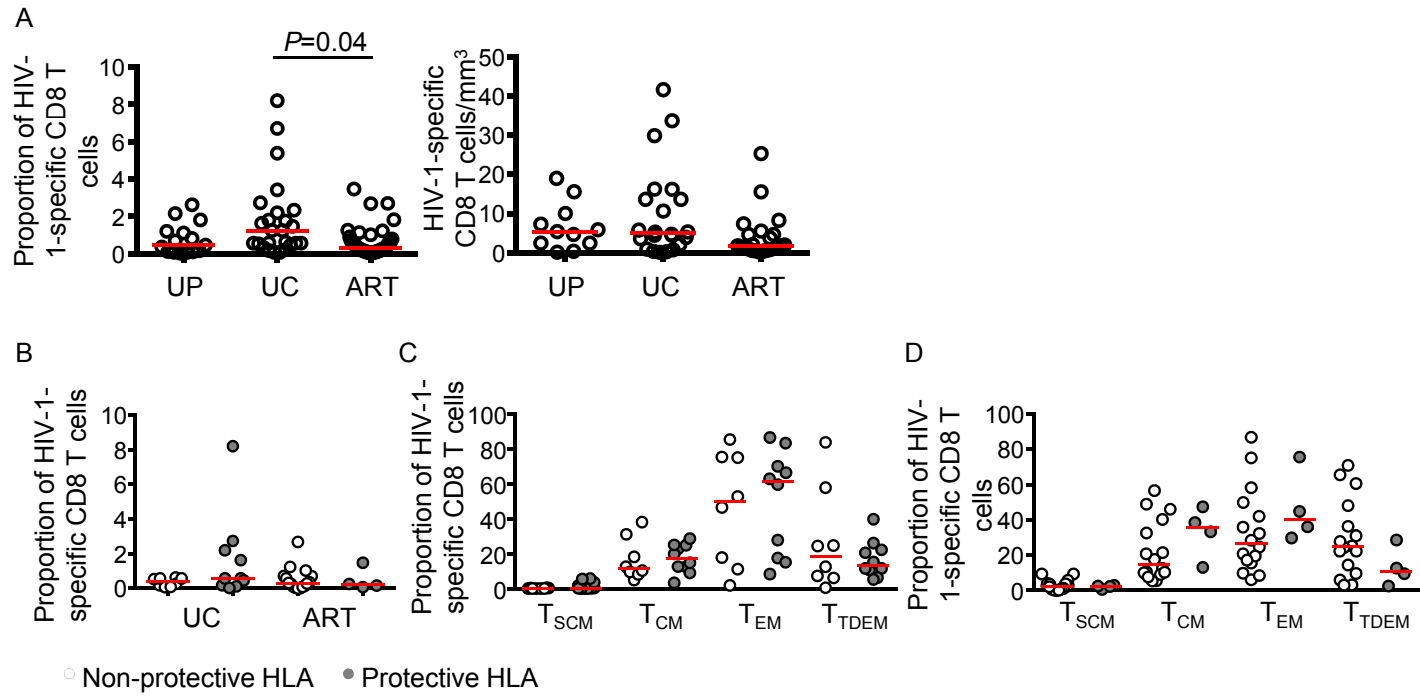 A
Proportion of HIV-
1-specific CD8 T
cells
P=0.04
10
8
6
4
2
0
UP
UC
ART
HIV-1-specific
CD8 T cells/mm³
50
40
30
20
10
0
UP
UC
ART
B
Proportion of HIV-1-
specific CD8 T cells
10
8
6
4
2
0
UC
ART
C
Proportion of HIV-1-
specific CD8 T cells
100
80
60
40
20
0
TSCM
TCM
TEM
TTDEM
D
Proportion of HIV-
1-specific CD8 T
cells
100
80
60
40
20
0
TSCM
TCM
TEM
TTDEM
Non-protective HLA
Protective HLA